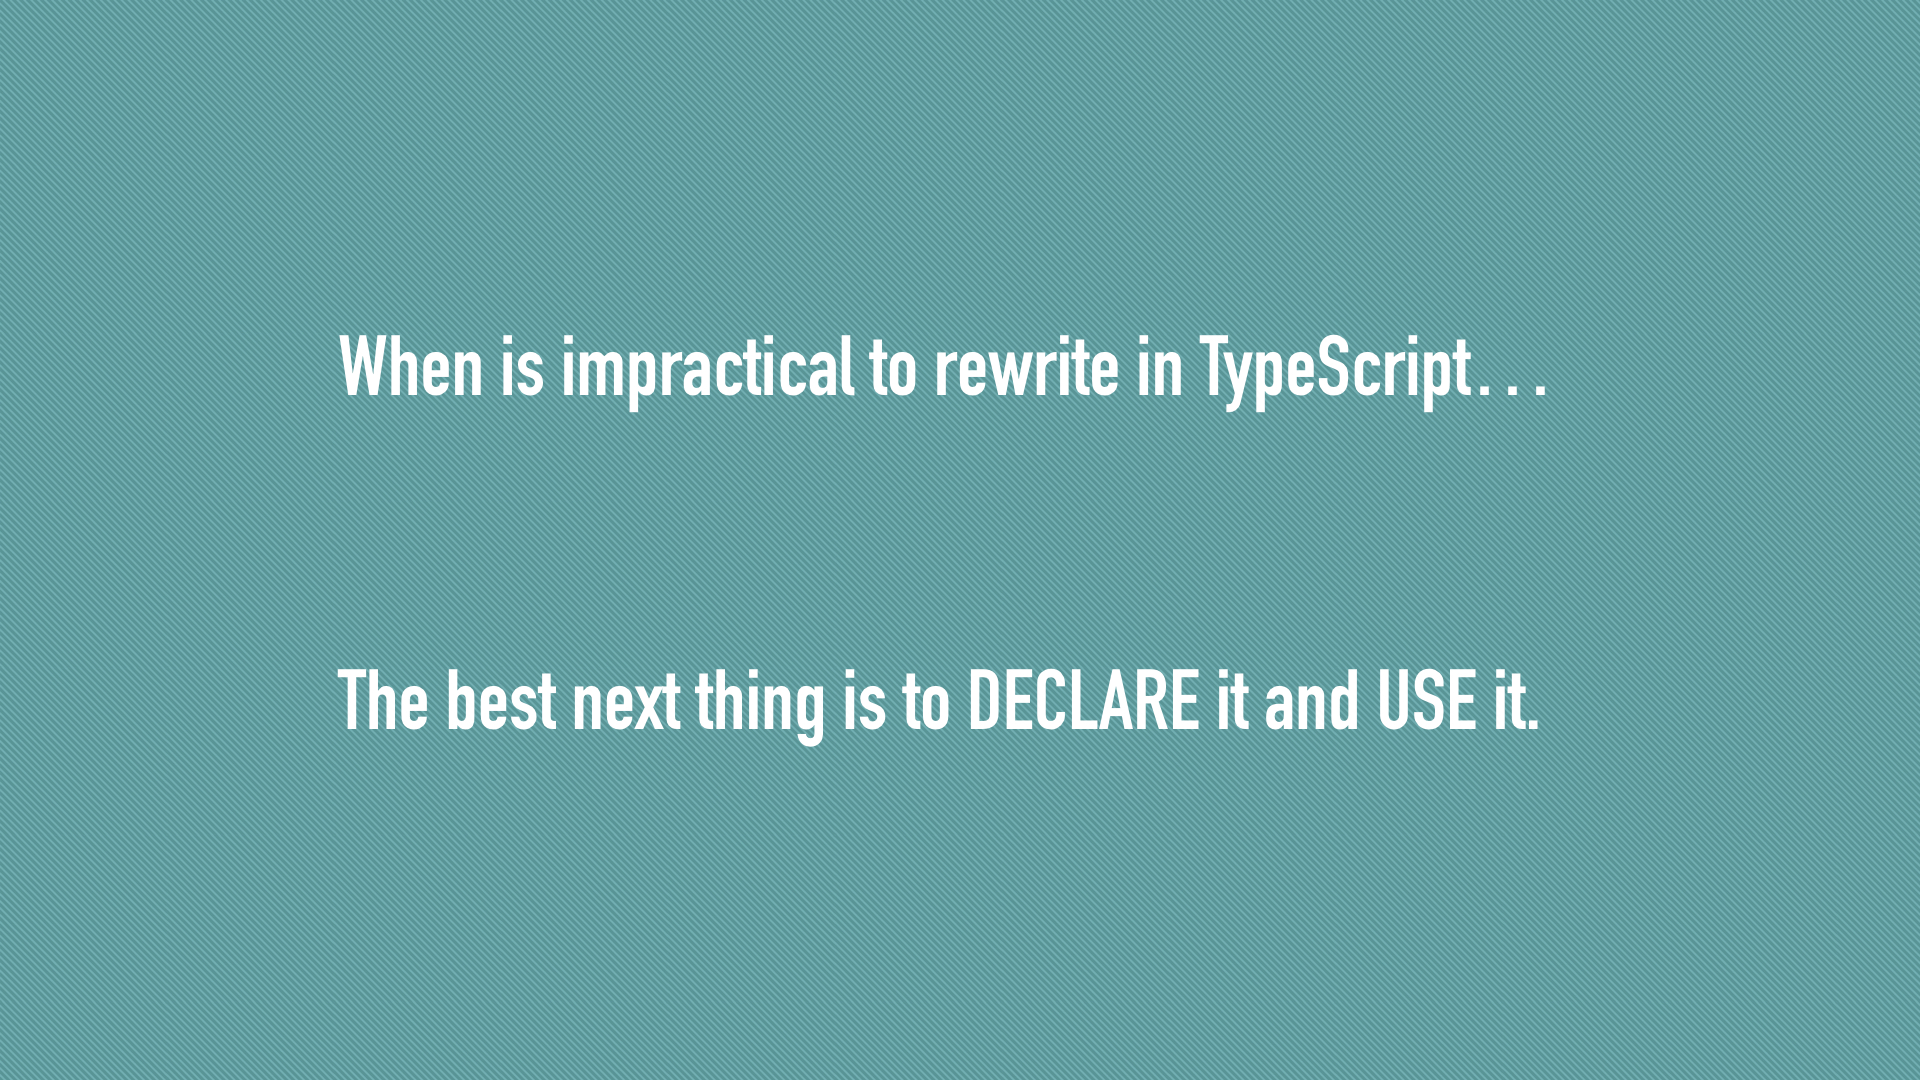 When is impractical to rewrite in TypeScript…
The best next thing is to DECLARE it and USE it.